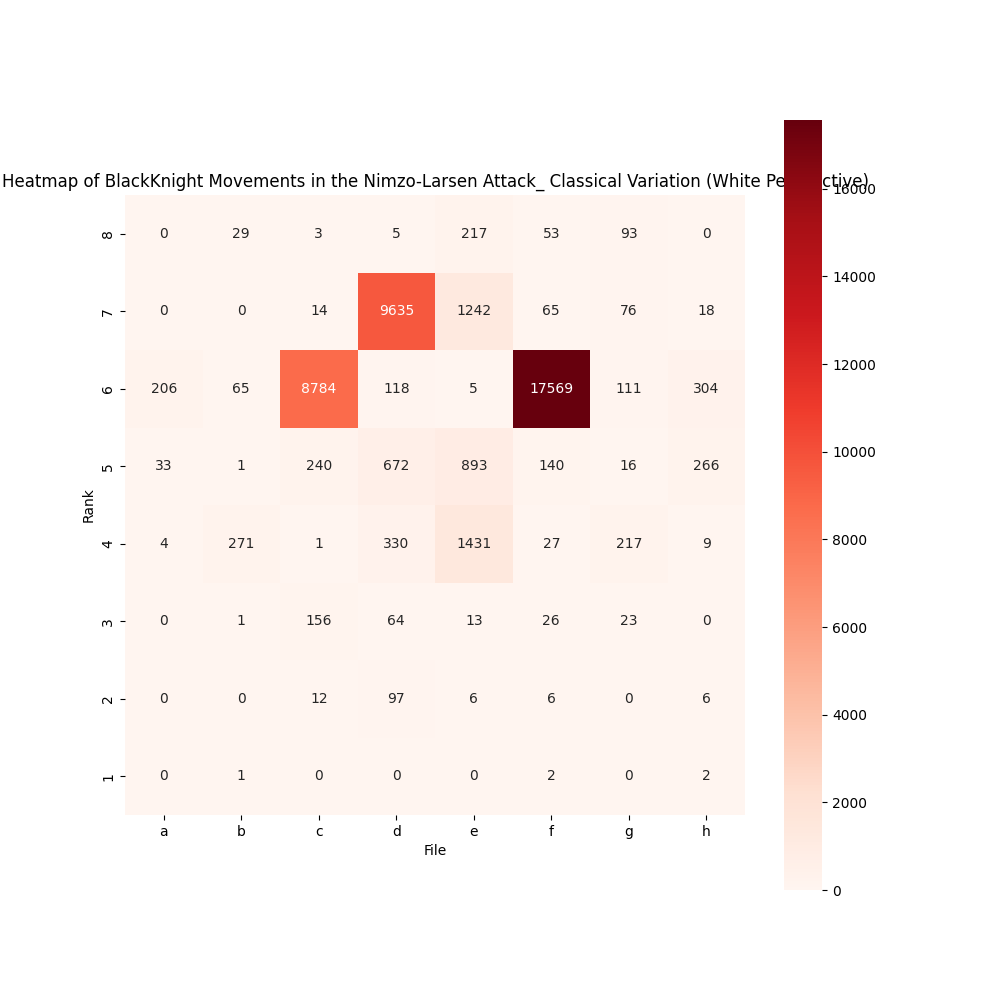 Heatmap of BlackKnight Movements in the Nimzo-Larsen Attack_ Classical Variation (White Pe ctive)
8 0 29 3 5 217 53 93 0
7 0 0 14 9635 1242 65 76 18
6 206 65 8784 118 5 17569 111 304
5 33 1 240 672 893 140 16 266
4 4 271 1 330 1431 27 217 9
3 0 1 156 64 13 26 23 0
2 0 0 12 97 6 6 0 6
1 0 1 0 0 0 2 0 2
Rank
a b c d e f g h
File
16000
14000
12000
10000
8000
6000
4000
2000
0